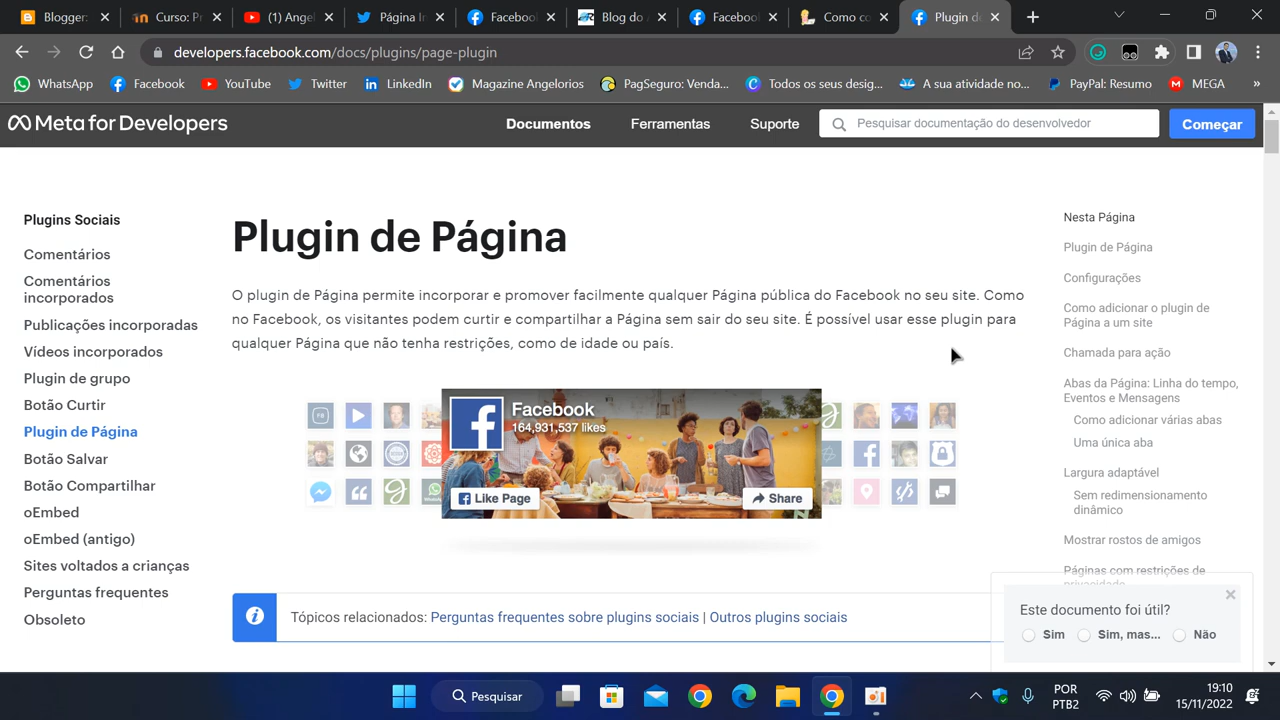 Blogger:
Curso: P
(1) Ange
Página In
Facebook
Blog do A
Facebook
Como co
Plugin de
developers.facebook.com/docs/plugins/page-plugin
WhatsApp
Facebook
YouTube
Twitter
LinkedIn
Magazine Angelorios
PagSeguro: Venda...
Todos os seus desig...
A sua atividade no...
PayPal: Resumo
MEGA
»
Meta for Developers
Documentos
Ferramentas
Suporte
Pesquisar documentação do desenvolvedor
Começar
Plugins Sociais
Comentários
Comentários
incorporados
Publicações incorporadas
Vídeos incorporados
Plugin de grupo
Botão Curtir
Plugin de Página
Botão Salvar
Botão Compartilhar
oEmbed
oEmbed (antigo)
Sites voltados a crianças
Perguntas frequentes
Obsoleto
Plugin de Página
O plugin de Página permite incorporar e promover facilmente qualquer Página pública do Facebook no seu site. Como
no Facebook, os visitantes podem curtir e compartilhar a Página sem sair do seu site. É possível usar esse plugin para
qualquer Página que não tenha restrições, como de idade ou país.
Facebook
164,931,537 likes
Like Page
Share
Tópicos relacionados: Perguntas frequentes sobre plugins sociais | Outros plugins sociais
Nesta Página
Plugin de Página
Configurações
Como adicionar o plugin de
Página a um site
Chamada para ação
Abas da Página: Linha do tempo,
Eventos e Mensagens
Como adicionar várias abas
Uma única aba
Largura adaptável
Sem redimensionamento
dinâmico
Mostrar rostos de amigos
Páginas com restrições de
privacidade
Este documento foi útil?
Sim
Sim, mas...
Não
Pesquisar
POR
PTB2
19:10
15/11/2022